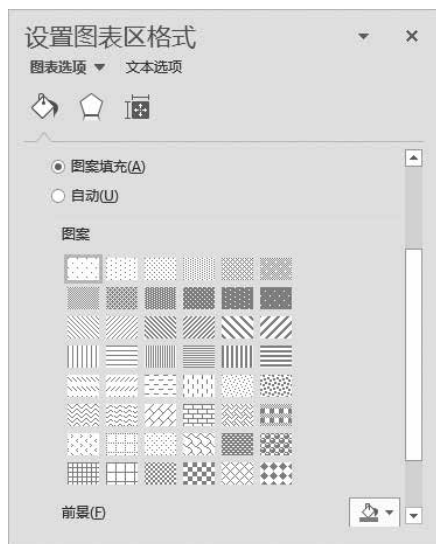 设置图表区格式
图表选项 文本选项
图案填充(A)
自动(U)
图案
前景(F)